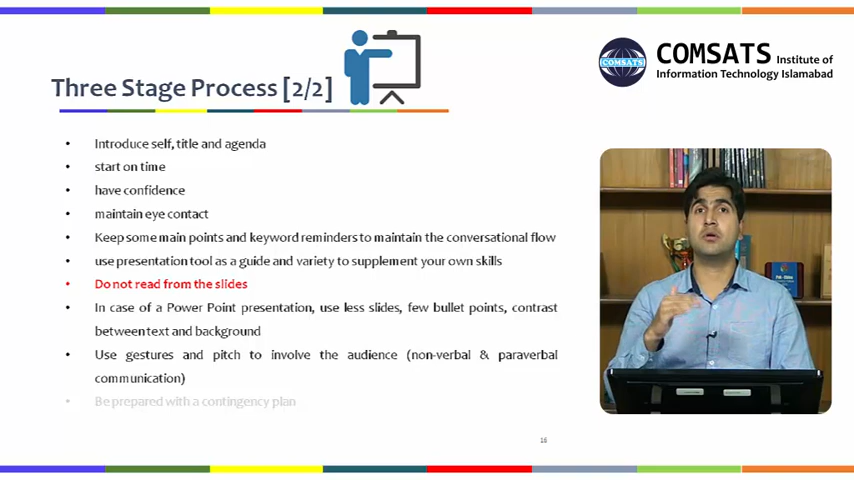 COMSATS Institute of
Information Technology Islamabad
COMSATS
Three Stage Process [2/2]
• Introduce self, title and agenda
• start on time
• have confidence
• maintain eye contact
• Keep some main points and keyword reminders to maintain the conversational flow
• use presentation tool as a guide and variety to supplement your own skills
• Do not read from the slides
• In case of a Power Point presentation, use less slides, few bullet points, contrast
between text and background
• Use gestures and pitch to involve the audience (non-verbal & paraverbal
communication)
• Be prepared with a contingency plan
16